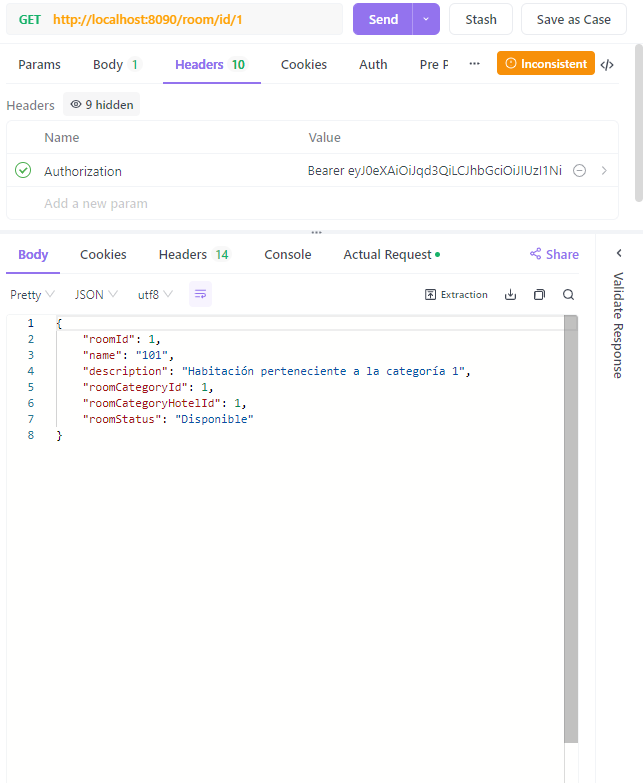 GET http://localhost:8090/room/id/1 Send Stash Save as Case
Params Body 1 Headers 10 Cookies Auth Pre P ... Inconsistent </>
Headers 9 hidden
Name Value
Authorization Bearer eyJ0eXAiOiJqd3QiLCJhbGciOiJIUzI1Ni
Add a new param
Body Cookies Headers 14 Console Actual Request Share
Pretty JSON utf8 Extraction
Validate Response
1 {
2 "roomId": 1,
3 "name": "101",
4 "description": "Habitación perteneciente a la categoría 1",
5 "roomCategoryId": 1,
6 "roomCategoryHotelId": 1,
7 "roomStatus": "Disponible"
8 }